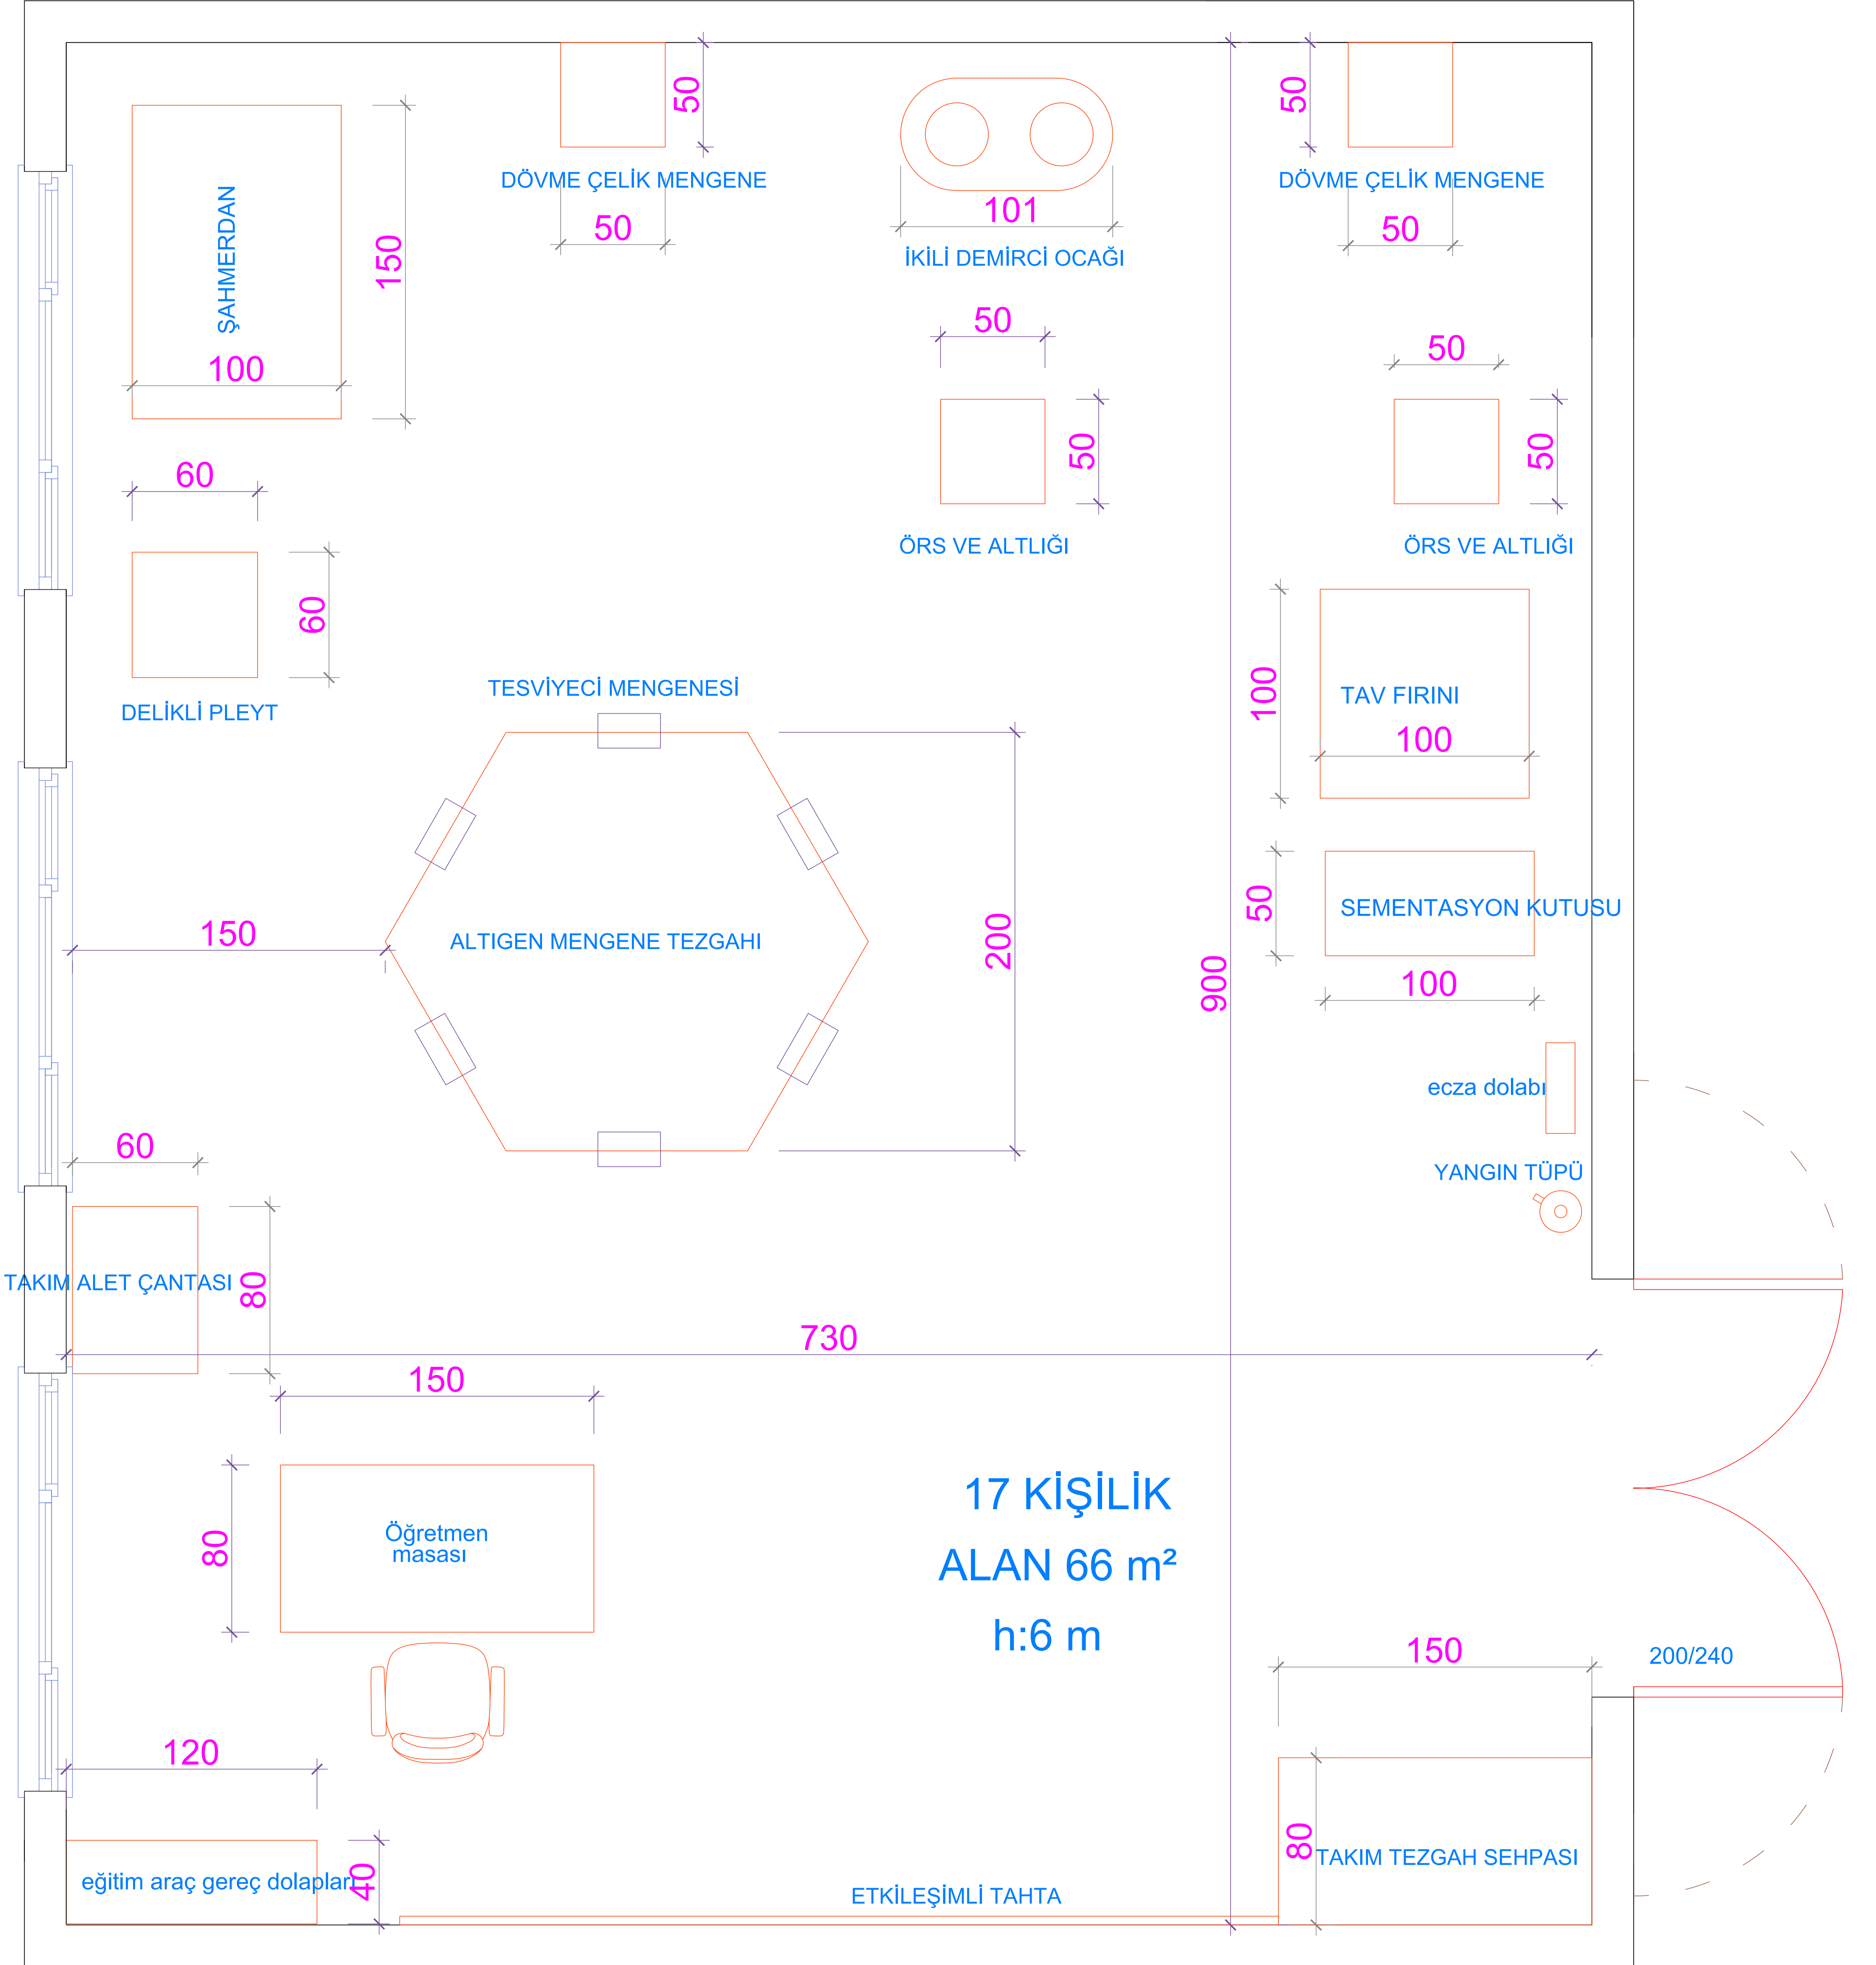 50
50
DÖVME ÇELİK MENGENE
DÖVME ÇELİK MENGENE
ŞAHMERDAN
150
100
50
101
50
İKİLİ DEMİRCİ OCAĞI
50
50
50
50
ÖRS VE ALTLIĞI
ÖRS VE ALTLIĞI
60
60
DELİKLİ PLEYT
TESVİYECİ MENGENESİ
100
TAV FIRINI
100
150
ALTIGEN MENGENE TEZGAHI
200
900
50
SEMENTASYON KUTUSU
100
ecza dolabı
YANGIN TÜPÜ
60
TAKIM ALET ÇANTASI
80
730
150
80
Öğretmen
masası
17 KİŞİLİK
ALAN 66 m²
h:6 m
150
200/240
120
eğitim araç gereç dolapları
40
ETKİLEŞİMLİ TAHTA
80
TAKIM TEZGAH SEHPASI